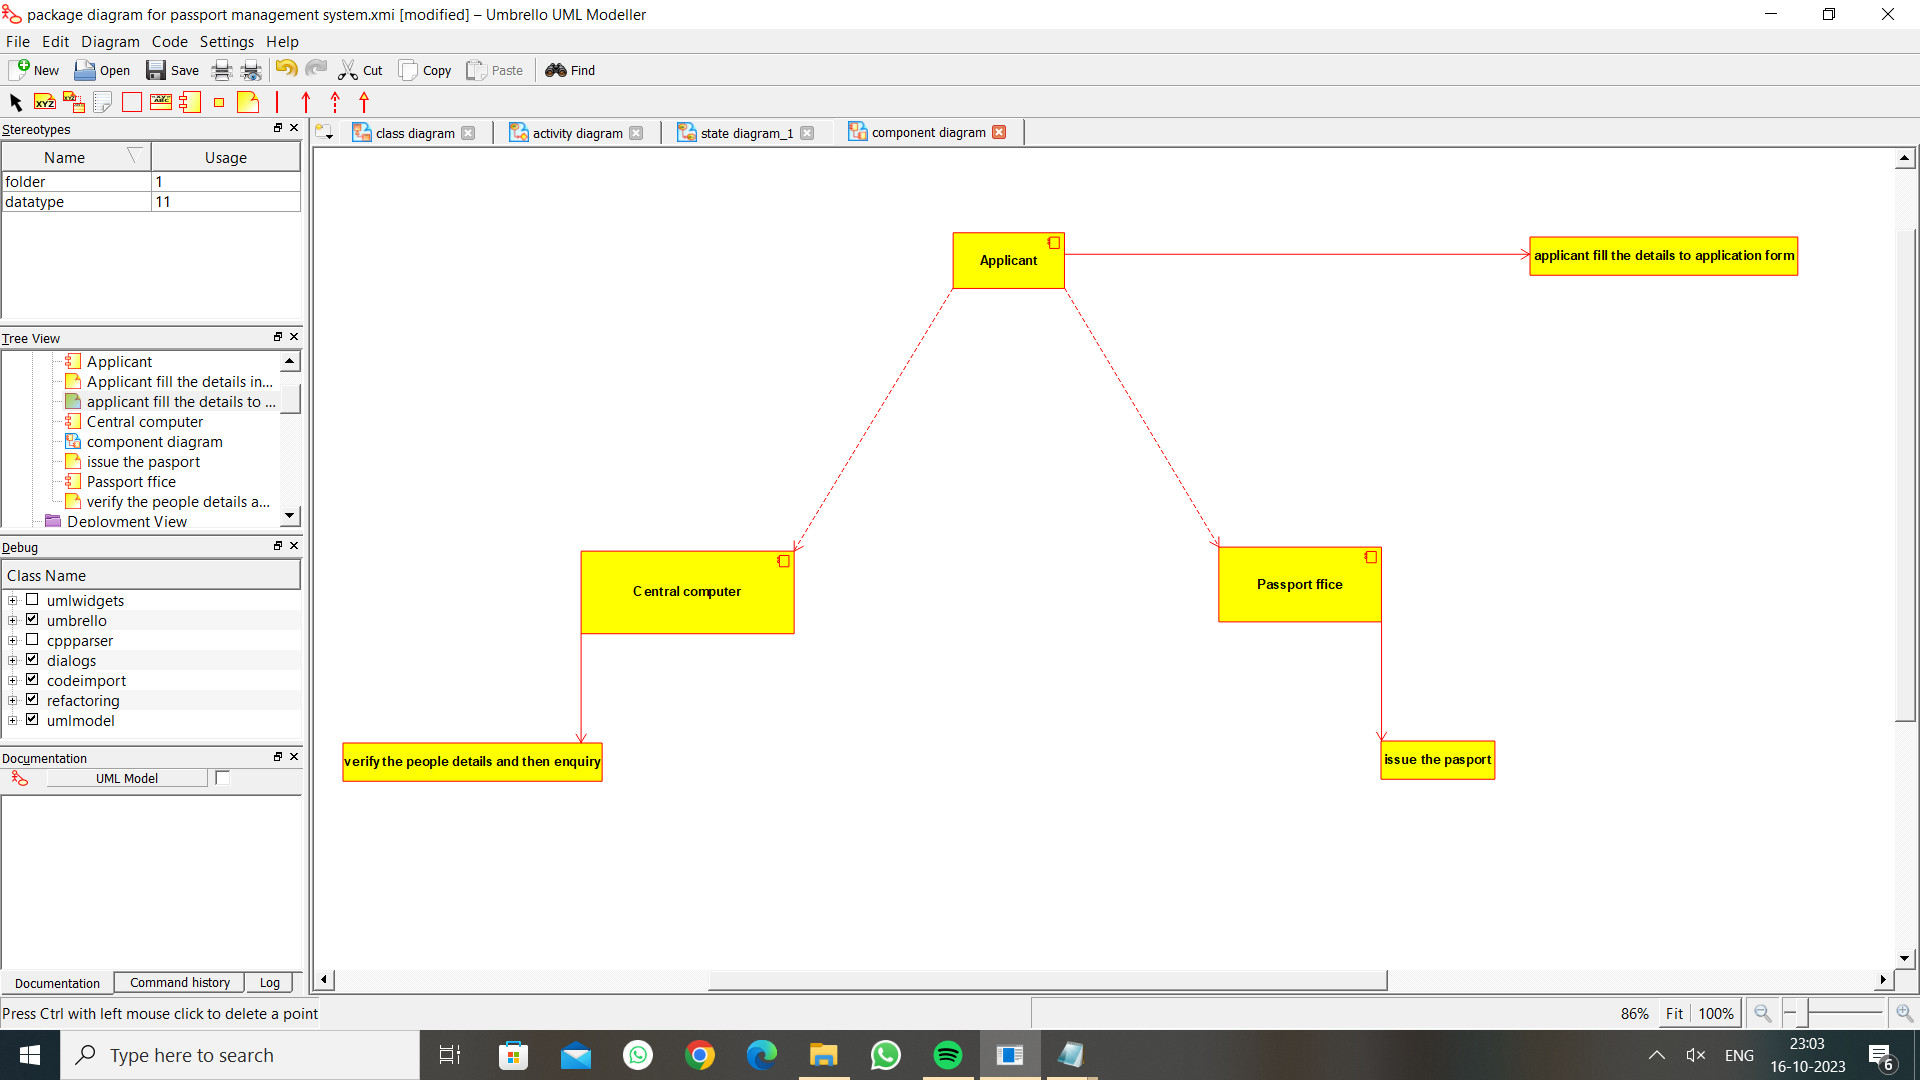 package diagram for passport management system.xmi [modified] – Umbrello UML Modeller
File Edit Diagram Code Settings Help
New Open Save Cut Copy Paste Find
XYZ XYZ ABC
Stereotypes
Name Usage
folder 1
datatype 11
Tree View
Applicant
Applicant fill the details in...
applicant fill the details to ...
Central computer
component diagram
issue the pasport
Passport ffice
verify the people details a...
Deployment View
Debug
Class Name
umlwidgets
umbrello
cppparser
dialogs
codeimport
refactoring
umlmodel
Documentation
UML Model
Documentation Command history Log
class diagram activity diagram state diagram_1 component diagram
Applicant
applicant fill the details to application form
Central computer
Passport ffice
verify the people details and then enquiry
issue the pasport
Press Ctrl with left mouse click to delete a point
86% Fit 100%
Type here to search
ENG
23:03
16-10-2023
6